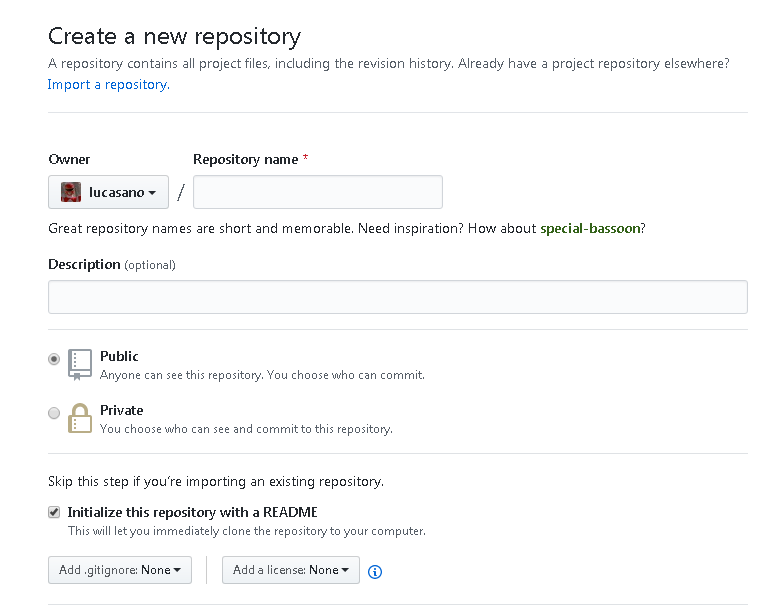 Create a new repository
A repository contains all project files, including the revision history. Already have a project repository elsewhere?
Import a repository.
Owner Repository name *
lucasano /
Great repository names are short and memorable. Need inspiration? How about special-bassoon?
Description (optional)
Public
Anyone can see this repository. You choose who can commit.
Private
You choose who can see and commit to this repository.
Skip this step if you're importing an existing repository.
Initialize this repository with a README
This will let you immediately clone the repository to your computer.
Add .gitignore: None Add a license: None